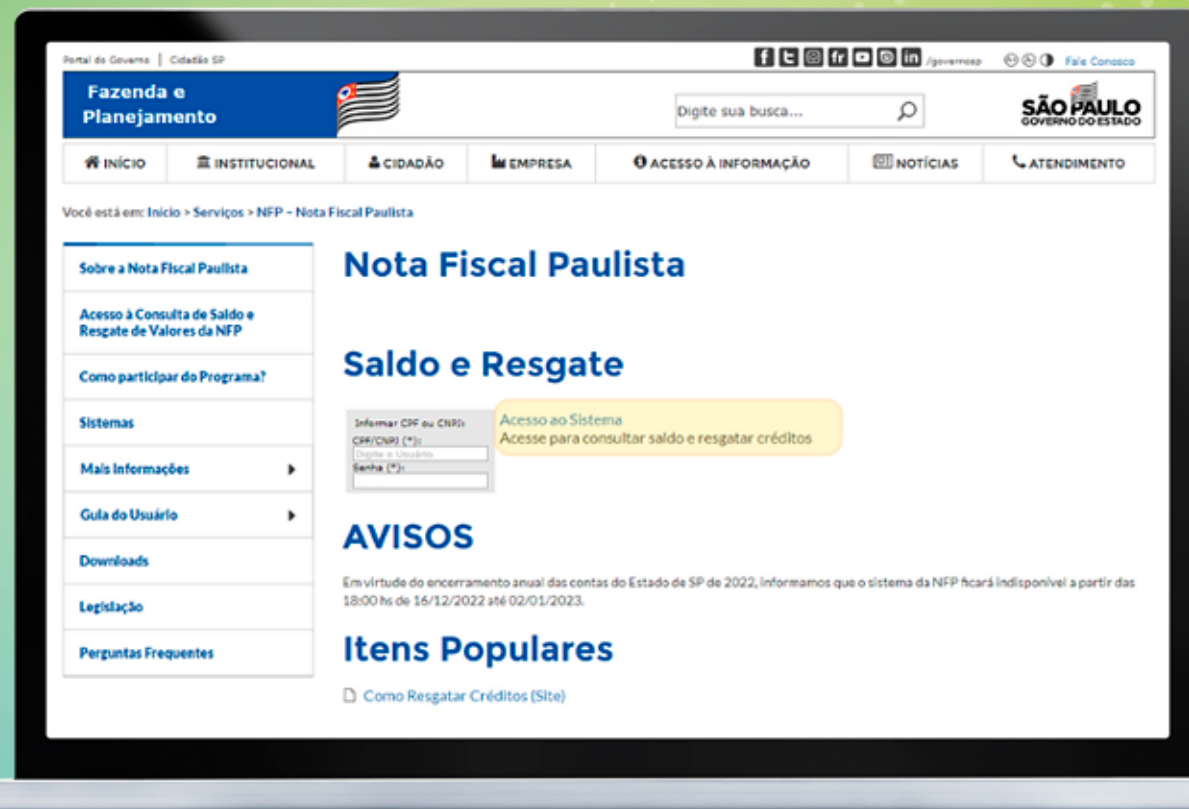 Portal do Governo | Cidadão SP
/governosp
Fale Conosco
Fazenda e
Planejamento
Digite sua busca...
SÃO PAULO
GOVERNO DO ESTADO
INÍCIO
INSTITUCIONAL
CIDADÃO
EMPRESA
ACESSO À INFORMAÇÃO
NOTÍCIAS
ATENDIMENTO
Você está em: Início > Serviços > NFP – Nota Fiscal Paulista
Sobre a Nota Fiscal Paulista
Acesso à Consulta de Saldo e
Resgate de Valores da NFP
Como participar do Programa?
Sistemas
Mais Informações
Guia do Usuário
Downloads
Legislação
Perguntas Frequentes
Nota Fiscal Paulista
Saldo e Resgate
Informar CPF ou CNPJ:
CPF/CNPJ (*):
Digite o Usuário
Senha (*):
Acesso ao Sistema
Acesse para consultar saldo e resgatar créditos
AVISOS
Em virtude do encerramento anual das contas do Estado de SP de 2022, informamos que o sistema da NFP ficará indisponível a partir das
18:00 hs de 16/12/2022 até 02/01/2023.
Itens Populares
Como Resgatar Créditos (Site)